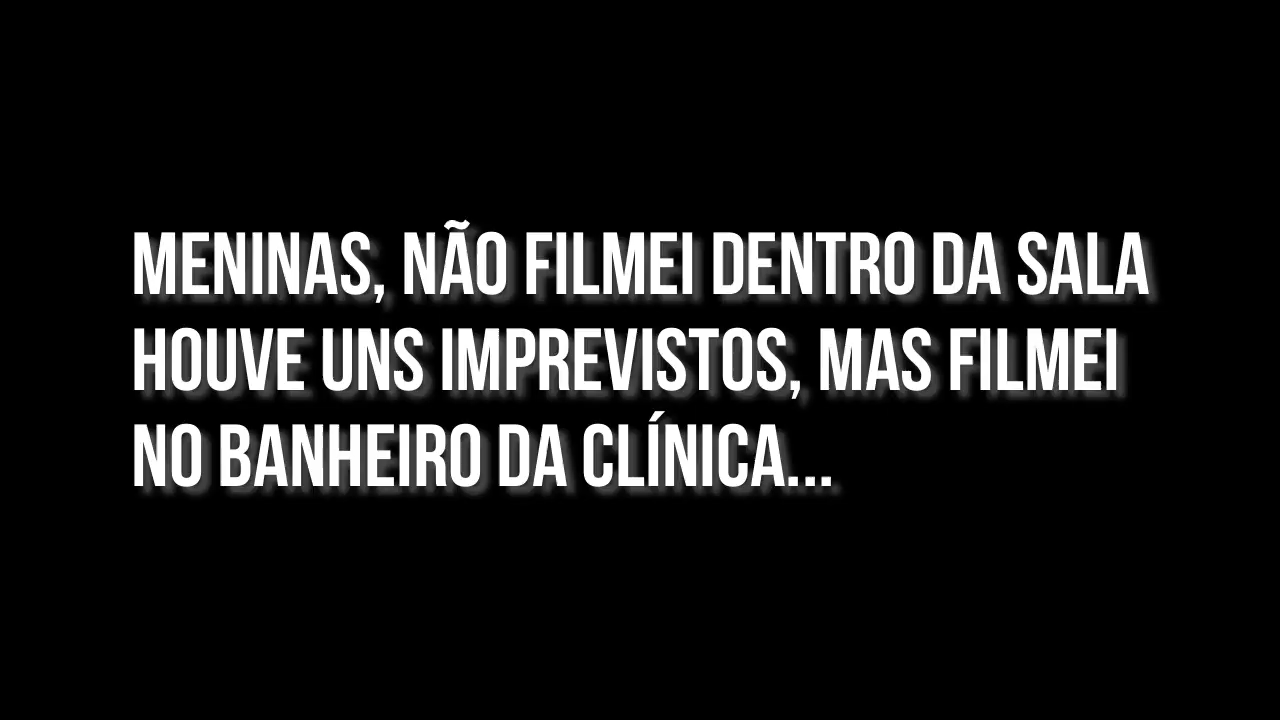 MENINAS, NÃO FILMEI DENTRO DA SALA
HOUVE UNS IMPREVISTOS, MAS FILMEI
NO BANHEIRO DA CLÍNICA...